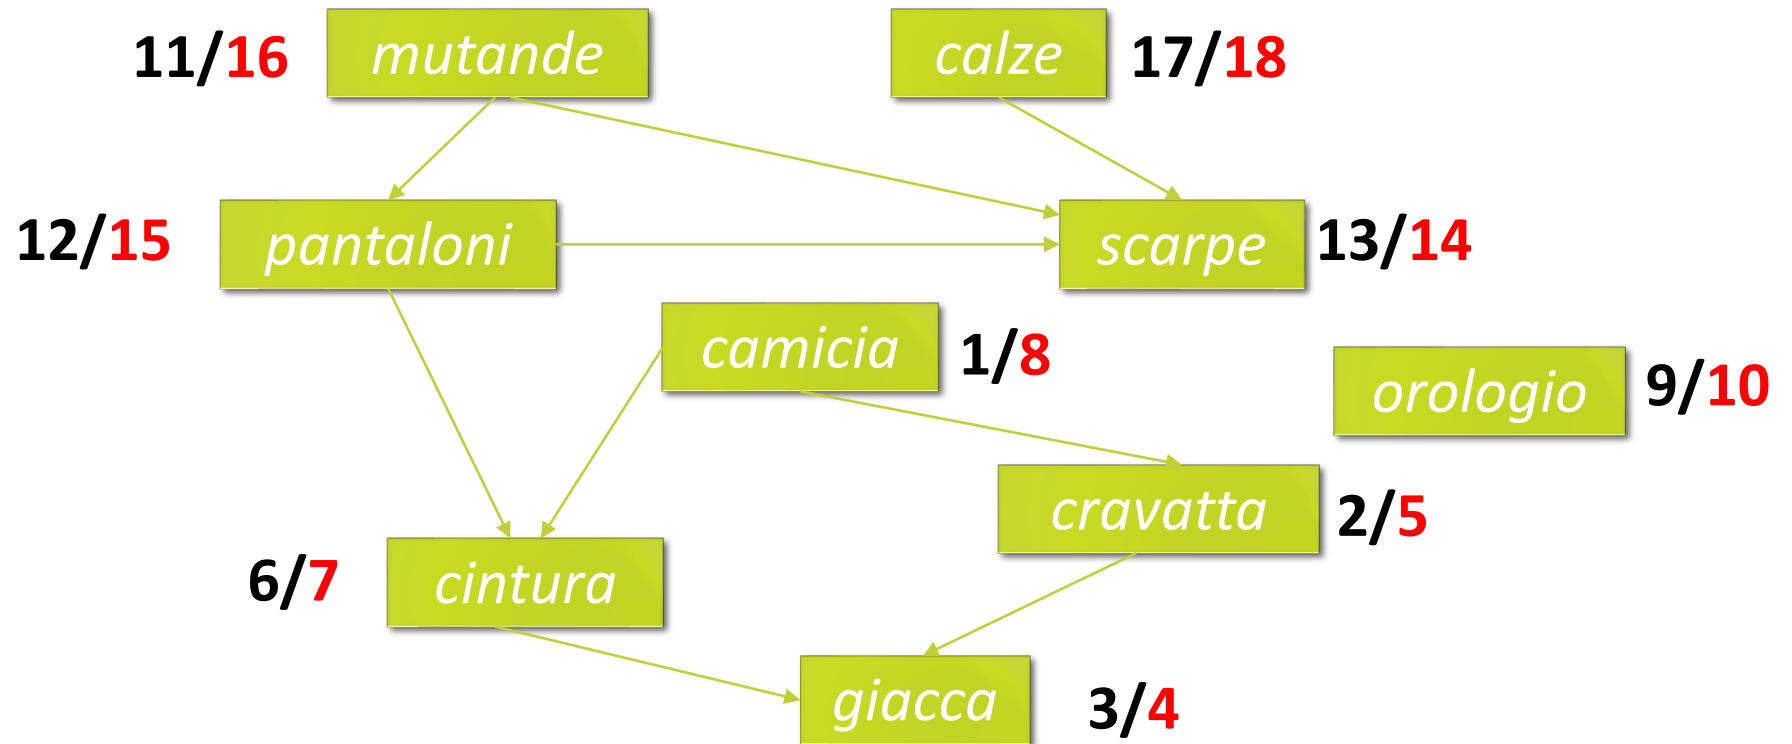 11/16 mutande
calze 17/18
12/15 pantaloni
scarpe 13/14
camicia 1/8
orologio 9/10
cravatta 2/5
6/7 cintura
giacca 3/4